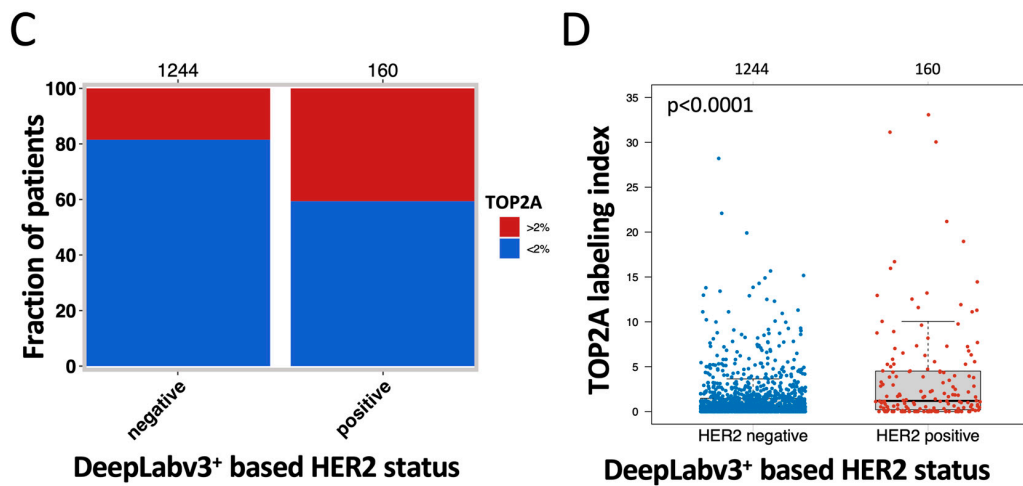 C
1244
160
100
80
60
40
20
0
Fraction of patients
negative
positive
DeepLabv3+ based HER2 status
TOP2A
>2%
<2%
D
1244
160
p<0.0001
35
30
25
20
15
10
5
0
TOP2A labeling index
HER2 negative
HER2 positive
DeepLabv3+ based HER2 status